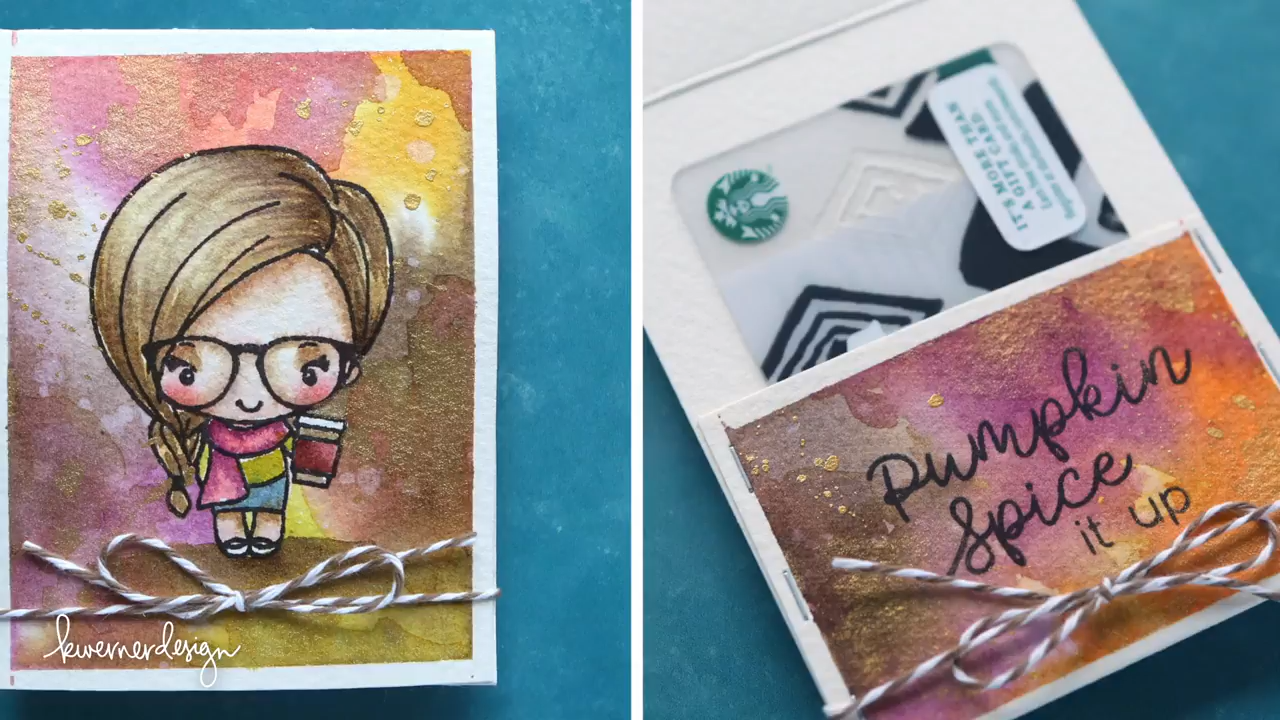 kwernerdesign
IT'S MORE THAN
A GIFT CARD.
pumpkin
spice
it up